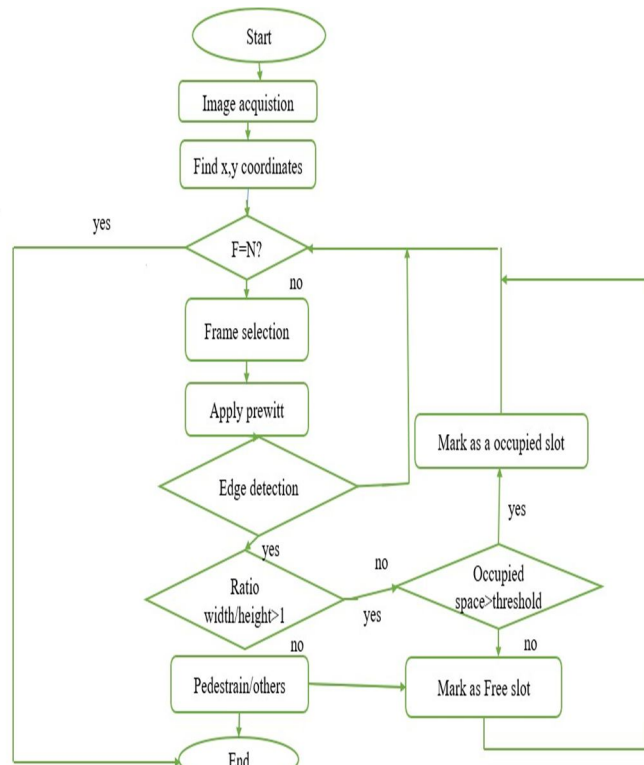 Start
Image acquistion
Find x,y coordinates
yes
F=N?
no
Frame selection
Apply prewitt
Mark as a occupied slot
Edge detection
yes
yes
no
Occupied
space>threshold
Ratio
width/height>1
yes
no
no
Pedestrain/others
Mark as Free slot
End